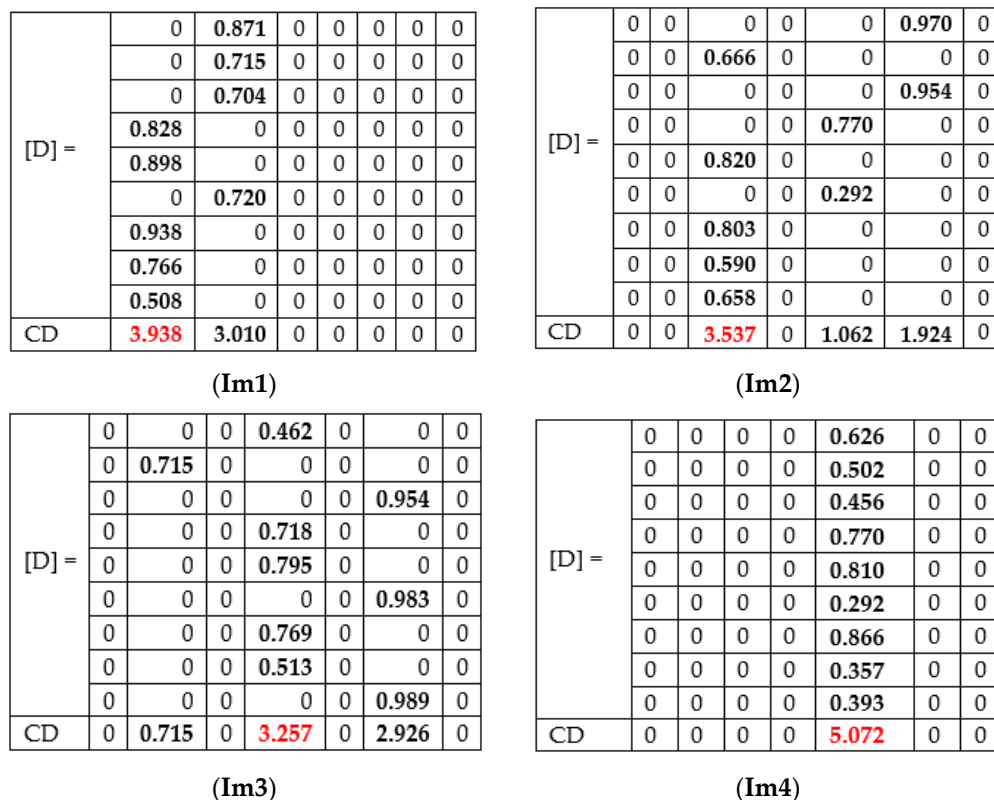 0 0.871 0 0 0 0 0
0 0.715 0 0 0 0 0
0 0.704 0 0 0 0 0
0.828 0 0 0 0 0 0
[D] =
0.898 0 0 0 0 0 0
0 0.720 0 0 0 0 0
0.938 0 0 0 0 0 0
0.766 0 0 0 0 0 0
0.508 0 0 0 0 0 0
CD 3.938 3.010 0 0 0 0 0
(Im1)
0 0 0 0 0 0.970 0
0 0 0.666 0 0 0 0
0 0 0 0 0 0.954 0
0 0 0 0 0.770 0 0
[D] =
0 0 0.820 0 0 0 0
0 0 0 0 0.292 0 0
0 0 0.803 0 0 0 0
0 0 0.590 0 0 0 0
0 0 0.658 0 0 0 0
CD 0 0 3.537 0 1.062 1.924 0
(Im2)
0 0 0 0.462 0 0 0
0 0.715 0 0 0 0 0
0 0 0 0 0 0.954 0
0 0 0 0.718 0 0 0
[D] = 0 0 0 0.795 0 0 0
0 0 0 0 0 0.983 0
0 0 0 0.769 0 0 0
0 0 0 0.513 0 0 0
0 0 0 0 0 0.989 0
CD 0 0.715 0 3.257 0 2.926 0
(Im3)
0 0 0 0 0.626 0 0
0 0 0 0 0.502 0 0
0 0 0 0 0.456 0 0
0 0 0 0 0.770 0 0
[D] = 0 0 0 0 0.810 0 0
0 0 0 0 0.292 0 0
0 0 0 0 0.866 0 0
0 0 0 0 0.357 0 0
0 0 0 0 0.393 0 0
CD 0 0 0 0 5.072 0 0
(Im4)